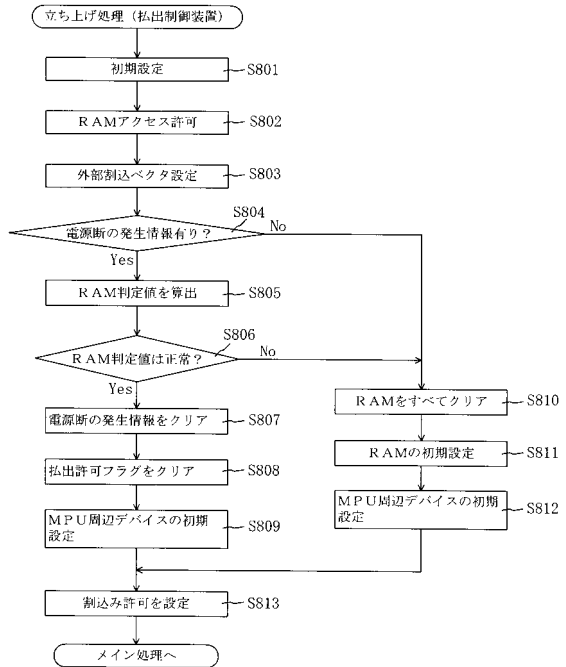 立ち上げ処理（払出制御装置）
初期設定
S801
RAMアクセス許可
S802
外部割込ベクタ設定
S803
S804
電源断の発生情報有り？
No
Yes
RAM判定値を算出
S805
S806
RAM判定値は正常？
No
Yes
RAMをすべてクリア
S810
電源断の発生情報をクリア
S807
RAMの初期設定
S811
払出許可フラグをクリア
S808
MPU周辺デバイスの初期
設定
S812
MPU周辺デバイスの初期
設定
S809
割込み許可を設定
S813
メイン処理へ